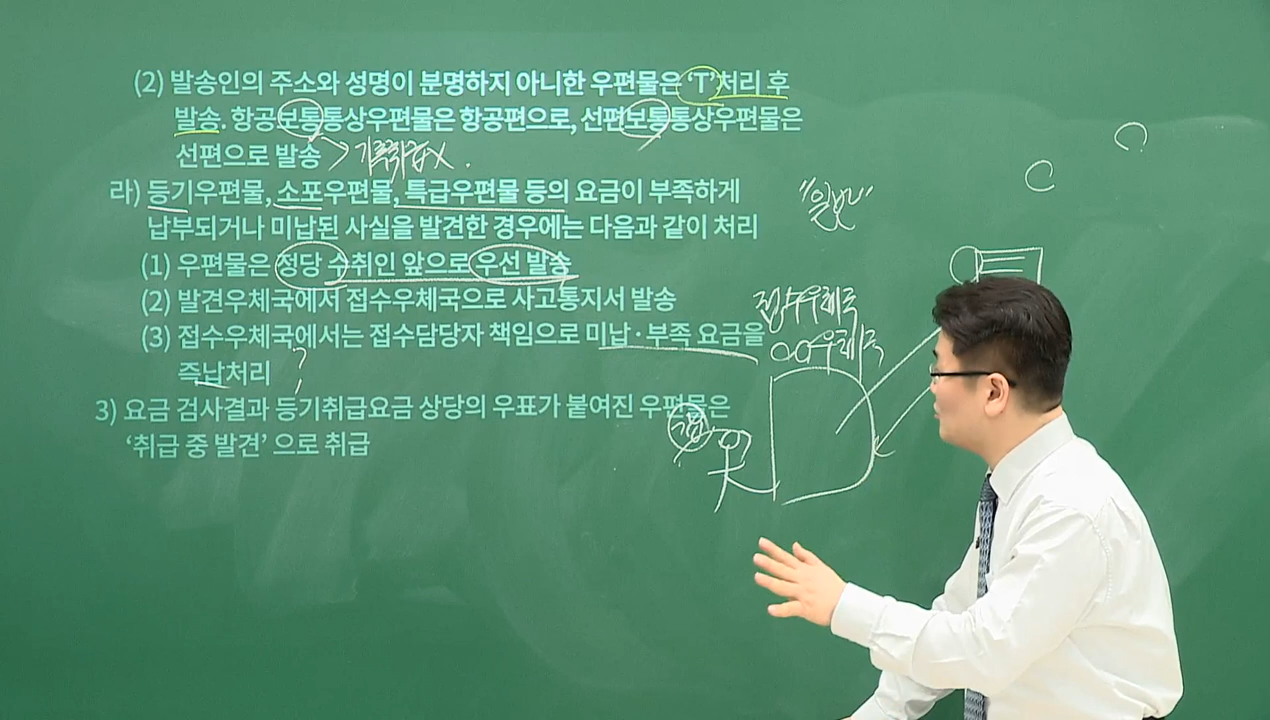 (2) 발송인의 주소와 성명이 분명하지 아니한 우편물은 ‘T’처리 후
발송. 항공보통통상우편물은 항공편으로, 선편보통통상우편물은
선편으로 발송
기록취급X
라) 등기우편물, 소포우편물, 특급우편물 등의 요금이 부족하게
납부되거나 미납된 사실을 발견한 경우에는 다음과 같이 처리
(1) 우편물은 정당 수취인 앞으로 우선 발송
(2) 발견우체국에서 접수우체국으로 사고통지서 발송
(3) 접수우체국에서는 접수담당자 책임으로 미납·부족 요금을
즉납처리
?
3) 요금 검사결과 등기취급요금 상당의 우표가 붙여진 우편물은
‘취급 중 발견’ 으로 취급
접수우체국
OO우체국